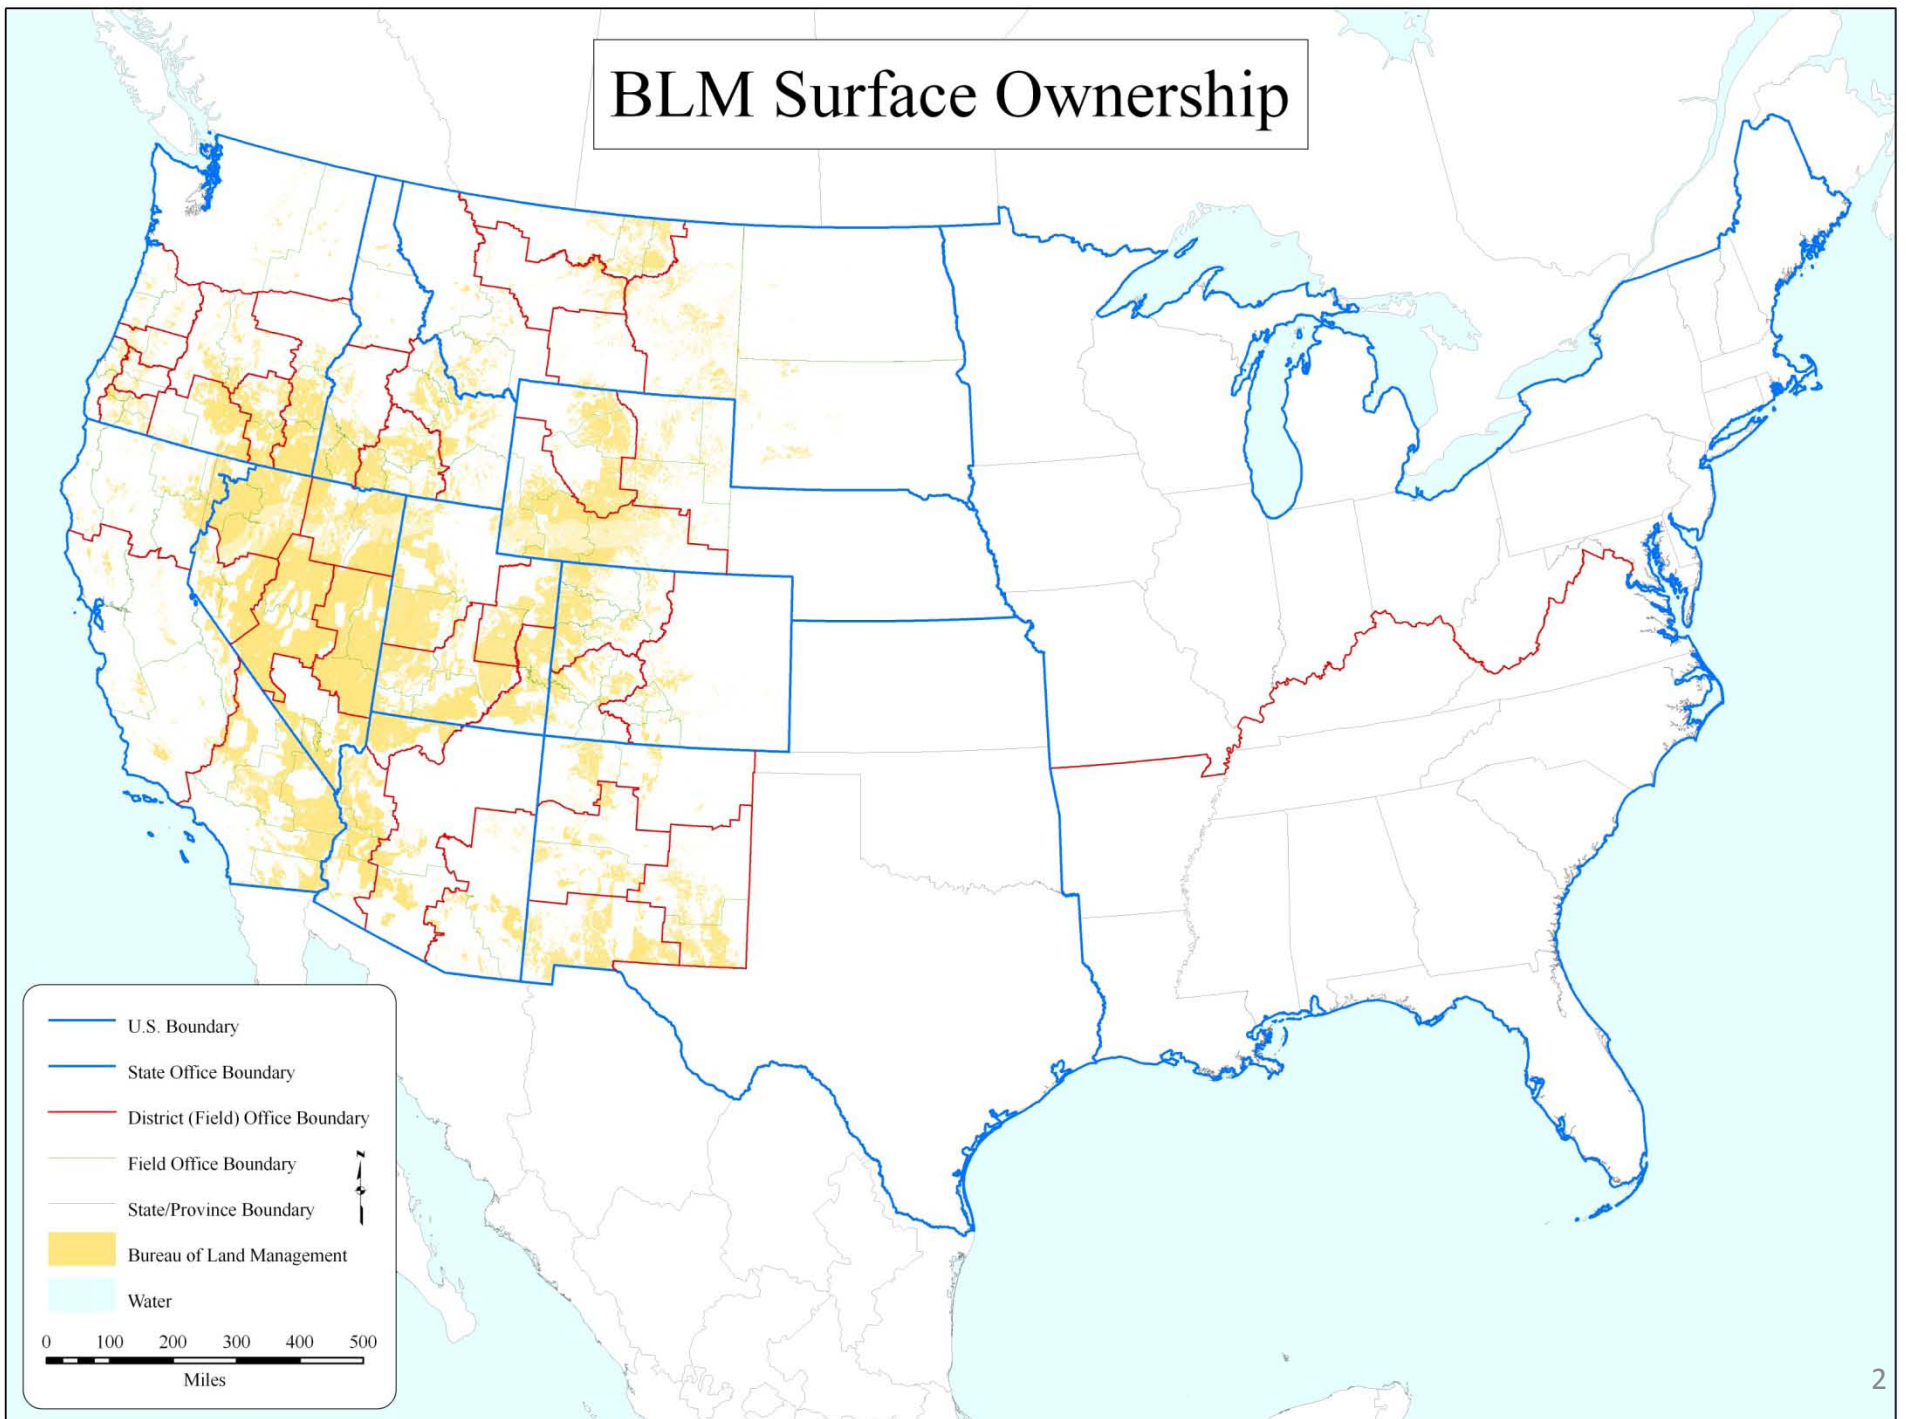 BLM Surface Ownership
U.S. Boundary
State Office Boundary
District (Field) Office Boundary
Field Office Boundary
N
State/Province Boundary
Bureau of Land Management
Water
0 100 200 300 400 500
Miles
2